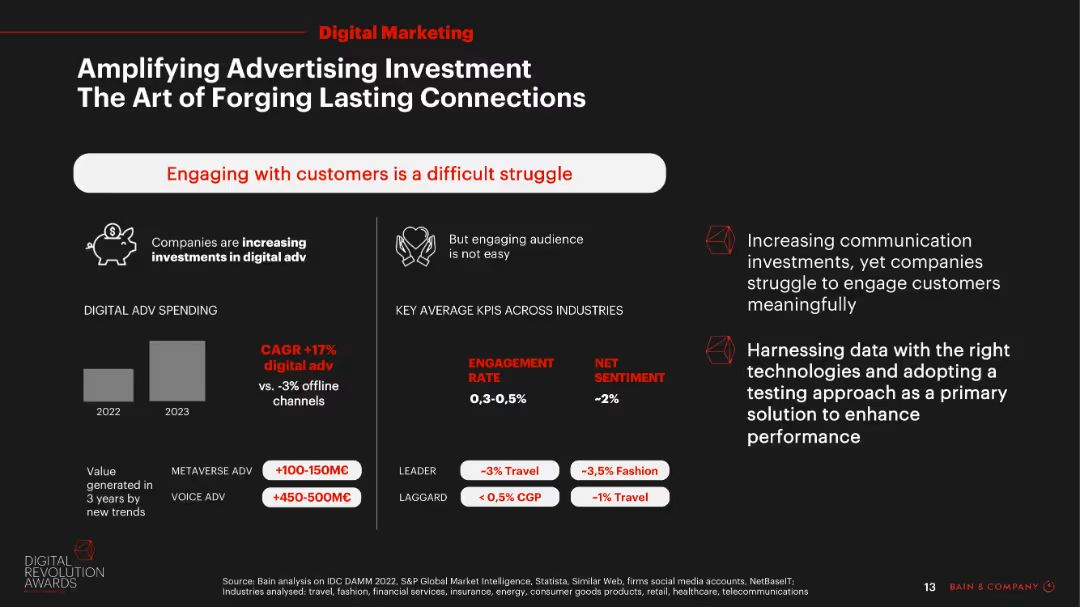 Digital Marketing
Amplifying Advertising Investment
The Art of Forging Lasting Connections
Engaging with customers is a difficult struggle
Companies are increasing
investments in digital adv
DIGITAL ADV SPENDING
CAGR +17%
digital adv
vs. -3% offline
channels
2022
2023
Value
generated in
3 years by
new trends
METAVERSE ADV
+100-150M€
VOICE ADV
+450-500M€
But engaging audience
is not easy
KEY AVERAGE KPIS ACROSS INDUSTRIES
ENGAGEMENT
RATE
0,3-0,5%
NET
SENTIMENT
~2%
LEADER
~3% Travel
~3,5% Fashion
LAGGARD
< 0,5% CGP
~1% Travel
Increasing communication
investments, yet companies
struggle to engage customers
meaningfully
Harnessing data with the right
technologies and adopting a
testing approach as a primary
solution to enhance
performance
DIGITAL
REVOLUTION
AWARDS
Source: Bain analysis on IDC DAMM 2022, S&P Global Market Intelligence, Statista, Similar Web, firms social media accounts, NetBaseIT;
Industries analysed: travel, fashion, financial services, insurance, energy, consumer goods products, retail, healthcare, telecommunications
13
BAIN & COMPANY